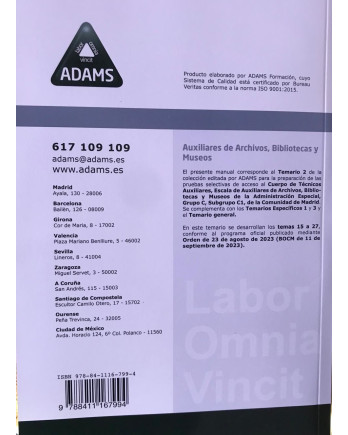 labor
omnia
vincit
ADAMS
Producto elaborado por ADAMS Formación, cuyo
Sistema de Calidad está certificado por Bureau
Veritas conforme a la norma ISO 9001:2015.
617 109 109
adams@adams.es
www.adams.es
Madrid
Ayala, 130 - 28006
Barcelona
Bailén, 126 - 08009
Girona
Cor de Maria, 8 - 17002
Valencia
Plaza Mariano Benlliure, 5 - 46002
Sevilla
Lineros, 8 - 41004
Zaragoza
Miguel Servet, 3 - 50002
A Coruña
San Andrés, 115 - 15003
Santiago de Compostela
Escultor Camilo Otero, 17 - 15702
Ourense
Peña Trevinca, 24 - 32005
Ciudad de México
Avda. Horacio 124, 6º Col. Polanco - 11560
Auxiliares de Archivos, Bibliotecas y
Museos
El presente manual corresponde al Temario 2 de la
colección editada por ADAMS para la preparación de las
pruebas selectivas de acceso al Cuerpo de Técnicos
Auxiliares, Escala de Auxiliares de Archivos, Biblio-
tecas y Museos de la Administración Especial,
Grupo C, Subgrupo C1, de la Comunidad de Madrid.
Se complementa con los Temarios Específicos 1 y 3 y
el Temario general.
En este temario se desarrollan los temas 15 a 27,
conforme al programa oficial publicado mediante
Orden de 23 de agosto de 2023 (BOCM de 11 de
septiembre de 2023).
Labor
Omnia
Vincit
ISBN 978-84-1116-799-4
9 788411 167994